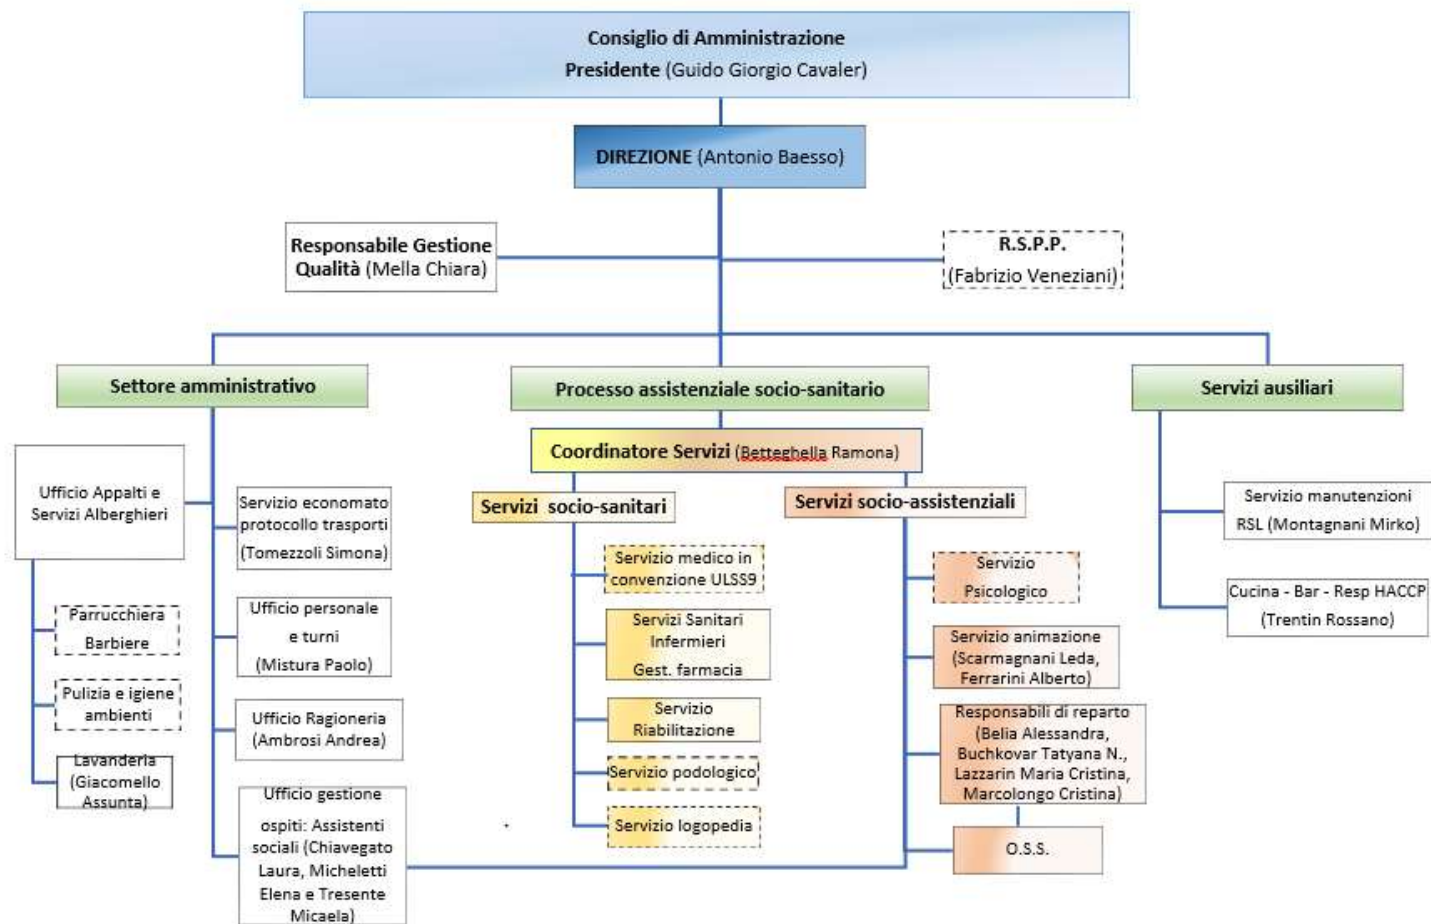 Consiglio di Amministrazione
Presidente (Guido Giorgio Cavaler)
DIREZIONE (Antonio Baesso)
Responsabile Gestione
Qualità (Mella Chiara)
R.S.P.P.
(Fabrizio Veneziani)
Settore amministrativo
Processo assistenziale socio-sanitario
Servizi ausiliari
Ufficio Appalti e
Servizi Alberghieri
Parrucchiera
Barbiere
Pulizia e igiene
ambienti
Lavanderia
(Giacomello
Assunta)
Servizio economato
protocollo trasporti
(Tomezzoli Simona)
Ufficio personale
e turni
(Mistura Paolo)
Ufficio Ragioneria
(Ambrosi Andrea)
Ufficio gestione
ospiti: Assistenti
sociali (Chiavegato
Laura, Micheletti
Elena e Tresente
Micaela)
Coordinatore Servizi (Betteghella Ramona)
Servizi socio-sanitari
Servizio medico in
convenzione ULSS9
Servizi Sanitari
Infermieri
Gest. farmacia
Servizio
Riabilitazione
Servizio podologico
Servizio logopedia
Servizi socio-assistenziali
Servizio
Psicologico
Servizio animazione
(Scarmagnani Leda,
Ferrarini Alberto)
Responsabili di reparto
(Belia Alessandra,
Buchkovar Tatyana N.,
Lazzarin Maria Cristina,
Marcolongo Cristina)
O.S.S.
Servizio manutenzioni
RSL (Montagnani Mirko)
Cucina - Bar - Resp HACCP
(Trentin Rossano)